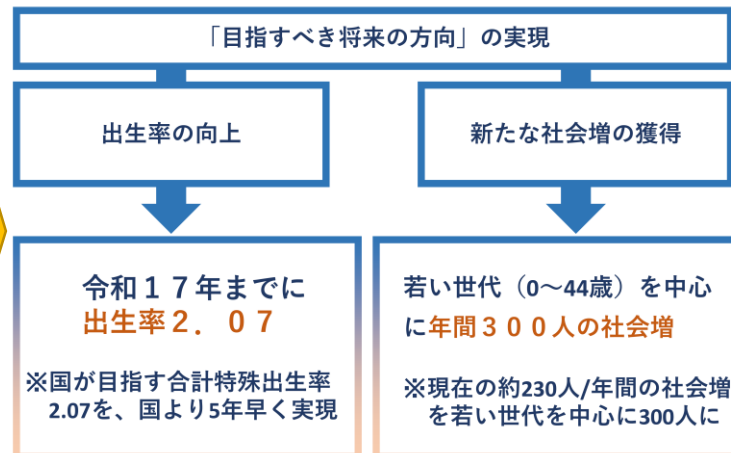 「目指すべき将来の方向」の実現
出生率の向上
新たな社会増の獲得
令和１７年までに
出生率２．０７
※国が目指す合計特殊出生率
2.07を、国より5年早く実現
若い世代（0～44歳）を中心
に年間３００人の社会増
※現在の約230人/年間の社会増
を若い世代を中心に300人に